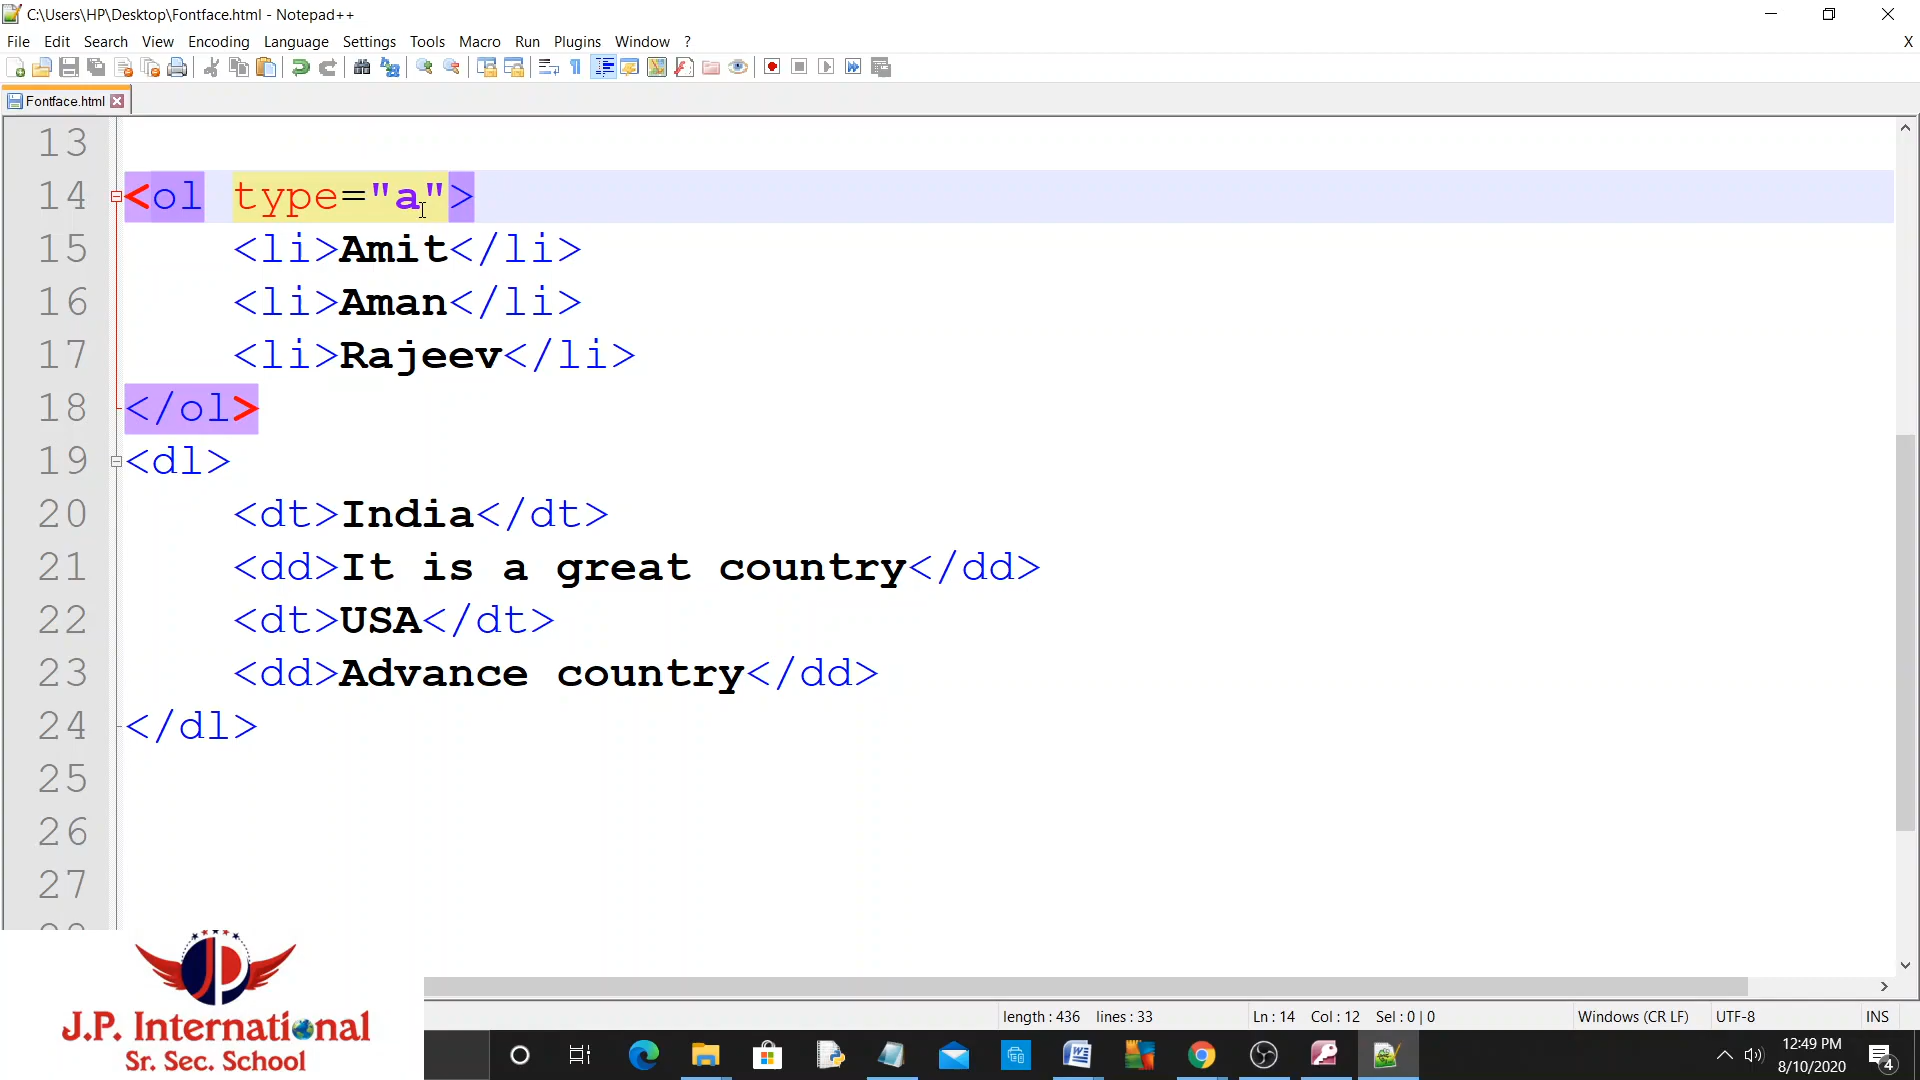 C:\Users\HP\Desktop\Fontface.html - Notepad++
File Edit Search View Encoding Language Settings Tools Macro Run Plugins Window ? X
Fontface.html
13
14 <ol type="a">
15 <li>Amit</li>
16 <li>Aman</li>
17 <li>Rajeev</li>
18 </ol>
19 <dl>
20 <dt>India</dt>
21 <dd>It is a great country</dd>
22 <dt>USA</dt>
23 <dd>Advance country</dd>
24 </dl>
25
26
27
JP
J.P. International
Sr. Sec. School
length : 436 lines : 33 Ln : 14 Col : 12 Sel : 0 | 0 Windows (CR LF) UTF-8 INS
12:49 PM
8/10/2020
4